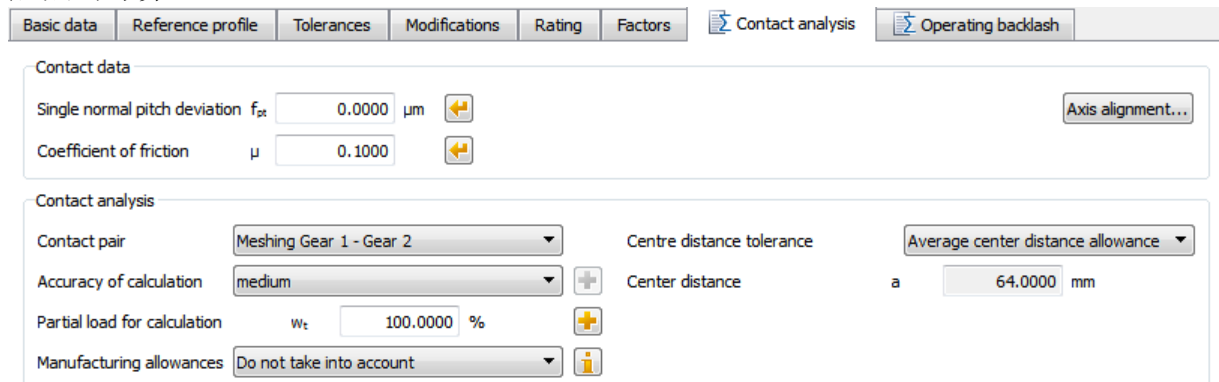 Basic data Reference profile Tolerances Modifications Rating Factors Contact analysis Operating backlash
Contact data
Single normal pitch deviation fpt 0.0000 µm Axis alignment...
Coefficient of friction µ 0.1000
Contact analysis
Contact pair Meshing Gear 1 - Gear 2 Centre distance tolerance Average center distance allowance
Accuracy of calculation medium Center distance a 64.0000 mm
Partial load for calculation wt 100.0000 %
Manufacturing allowances Do not take into account